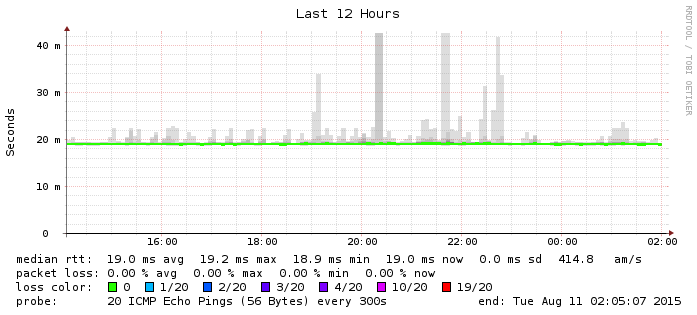 Last 12 Hours
RRDTOOL / TOBI OETIKER
Seconds
40 m
30 m
20 m
10 m
0
16:00 18:00 20:00 22:00 00:00 02:00
median rtt: 19.0 ms avg 19.2 ms max 18.9 ms min 19.0 ms now 0.0 ms sd 414.8 am/s
packet loss: 0.00 % avg 0.00 % max 0.00 % min 0.00 % now
loss color: 0 1/20 2/20 3/20 4/20 10/20 19/20
probe: 20 ICMP Echo Pings (56 Bytes) every 300s end: Tue Aug 11 02:05:07 2015